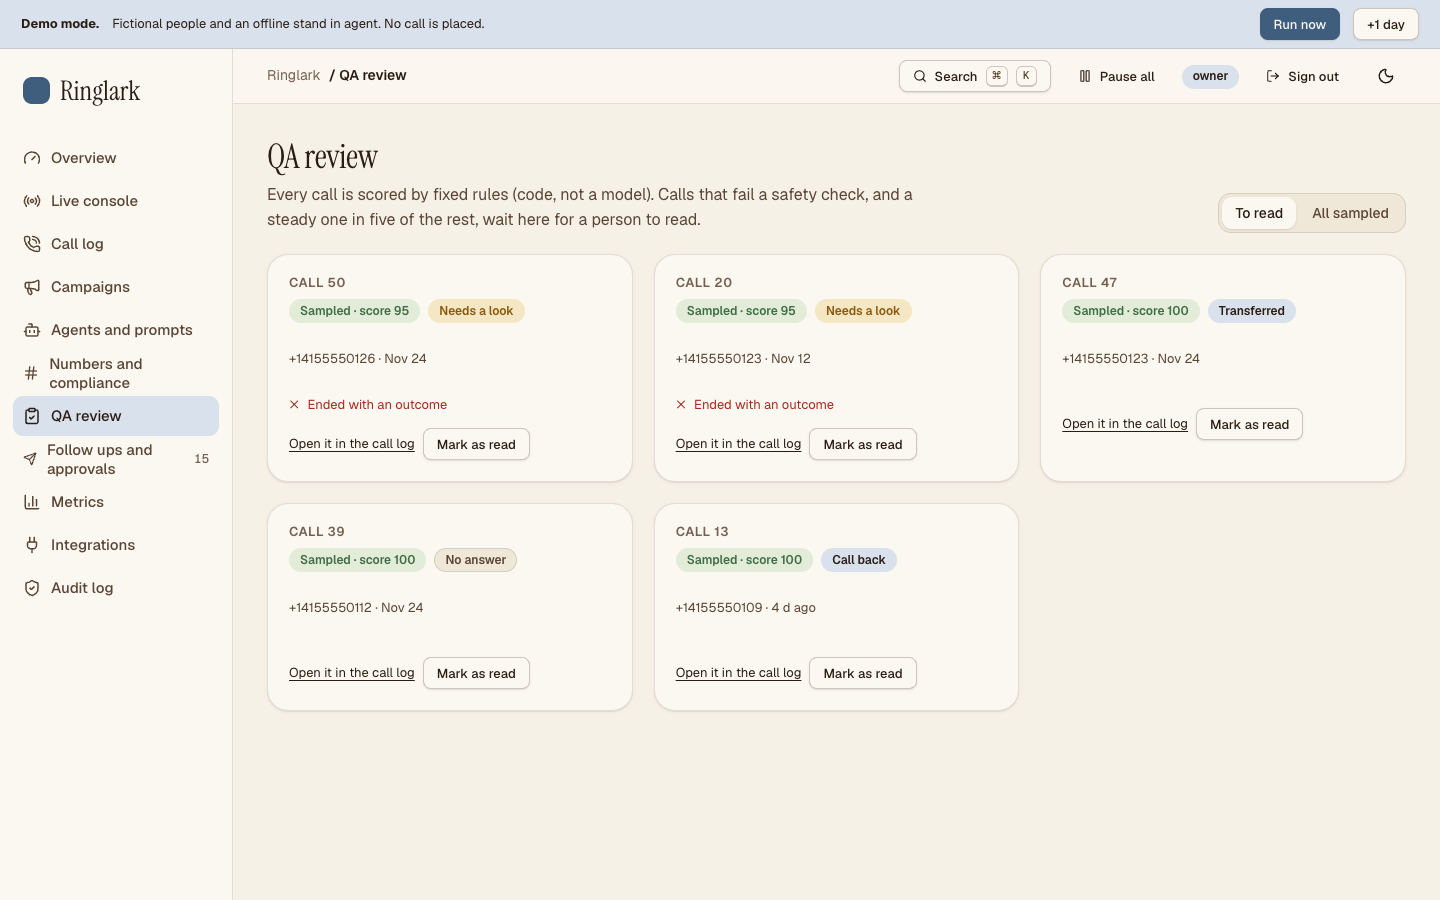 Demo mode. Fictional people and an offline stand in agent. No call is placed.
Run now
+1 day
Ringlark
Ringlark / QA review
Search ⌘ K
Pause all
owner
Sign out
Overview
Live console
Call log
Campaigns
Agents and prompts
Numbers and
compliance
QA review
Follow ups and
approvals
15
Metrics
Integrations
Audit log
QA review
Every call is scored by fixed rules (code, not a model). Calls that fail a safety check, and a
steady one in five of the rest, wait here for a person to read.
To read
All sampled
CALL 50
Sampled · score 95
Needs a look
+14155550126 · Nov 24
Ended with an outcome
Open it in the call log
Mark as read
CALL 20
Sampled · score 95
Needs a look
+14155550123 · Nov 12
Ended with an outcome
Open it in the call log
Mark as read
CALL 47
Sampled · score 100
Transferred
+14155550123 · Nov 24
Open it in the call log
Mark as read
CALL 39
Sampled · score 100
No answer
+14155550112 · Nov 24
Open it in the call log
Mark as read
CALL 13
Sampled · score 100
Call back
+14155550109 · 4 d ago
Open it in the call log
Mark as read